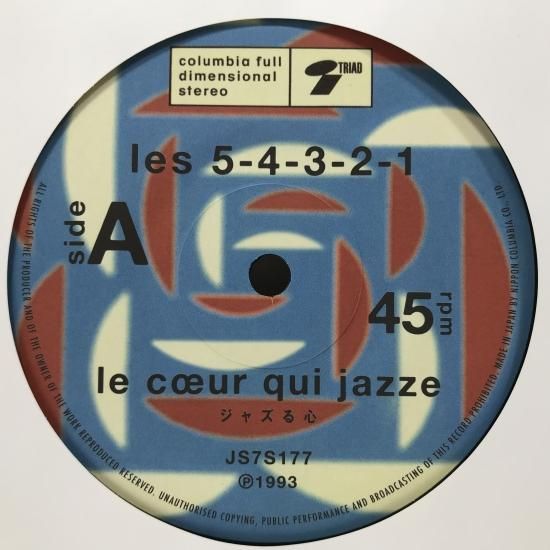 columbia full
dimensional
stereo
TRIAD
les 5-4-3-2-1
side
A
45
rpm
le cœur qui jazze
ジャズる心
JS7S177
℗1993
ALL RIGHTS OF THE PRODUCER AND OF THE OWNER OF THE WORK REPRODUCED RESERVED. UNAUTHORISED COPYING, PUBLIC PERFORMANCE AND BROADCASTING OF THIS RECORD PROHIBITED. MADE IN JAPAN BY NIPPON COLUMBIA CO., LTD.